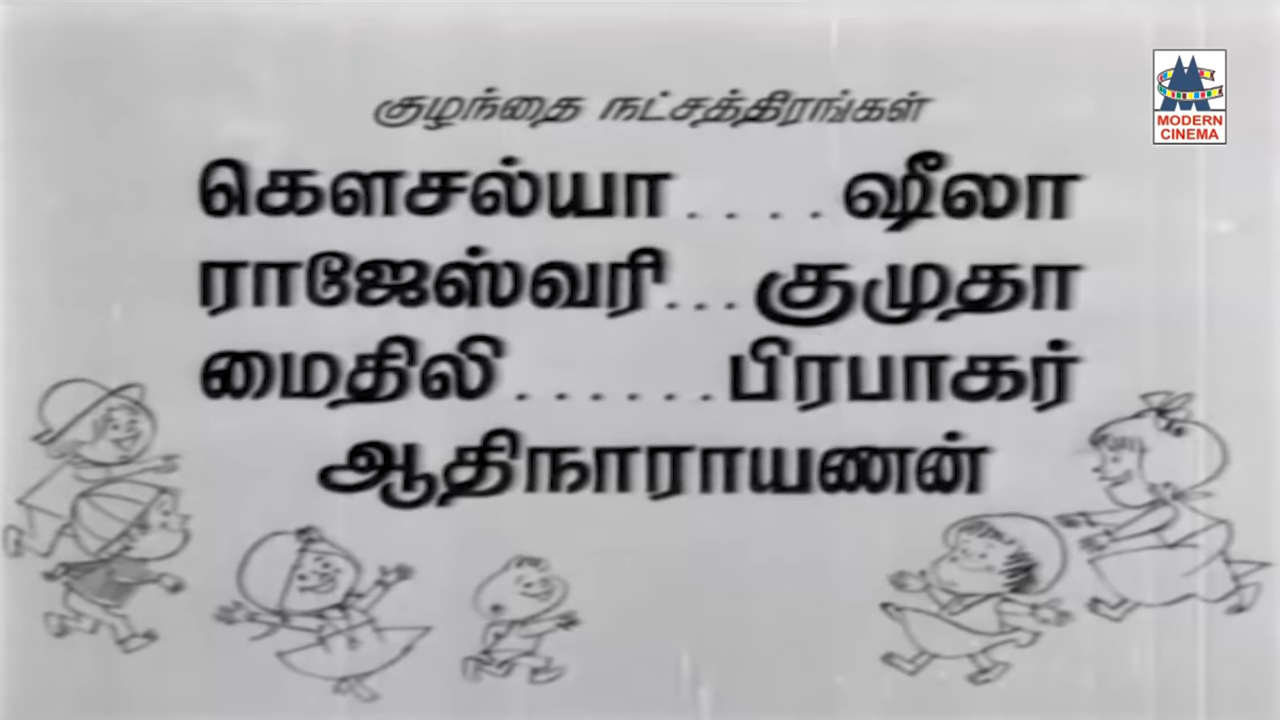 குழந்தை நட்சத்திரங்கள்
கௌசல்யா .... ஷீலா
ராஜேஸ்வரி ... குமுதா
மைதிலி ...... பிரபாகர்
ஆதிநாராயணன்
MODERN
CINEMA